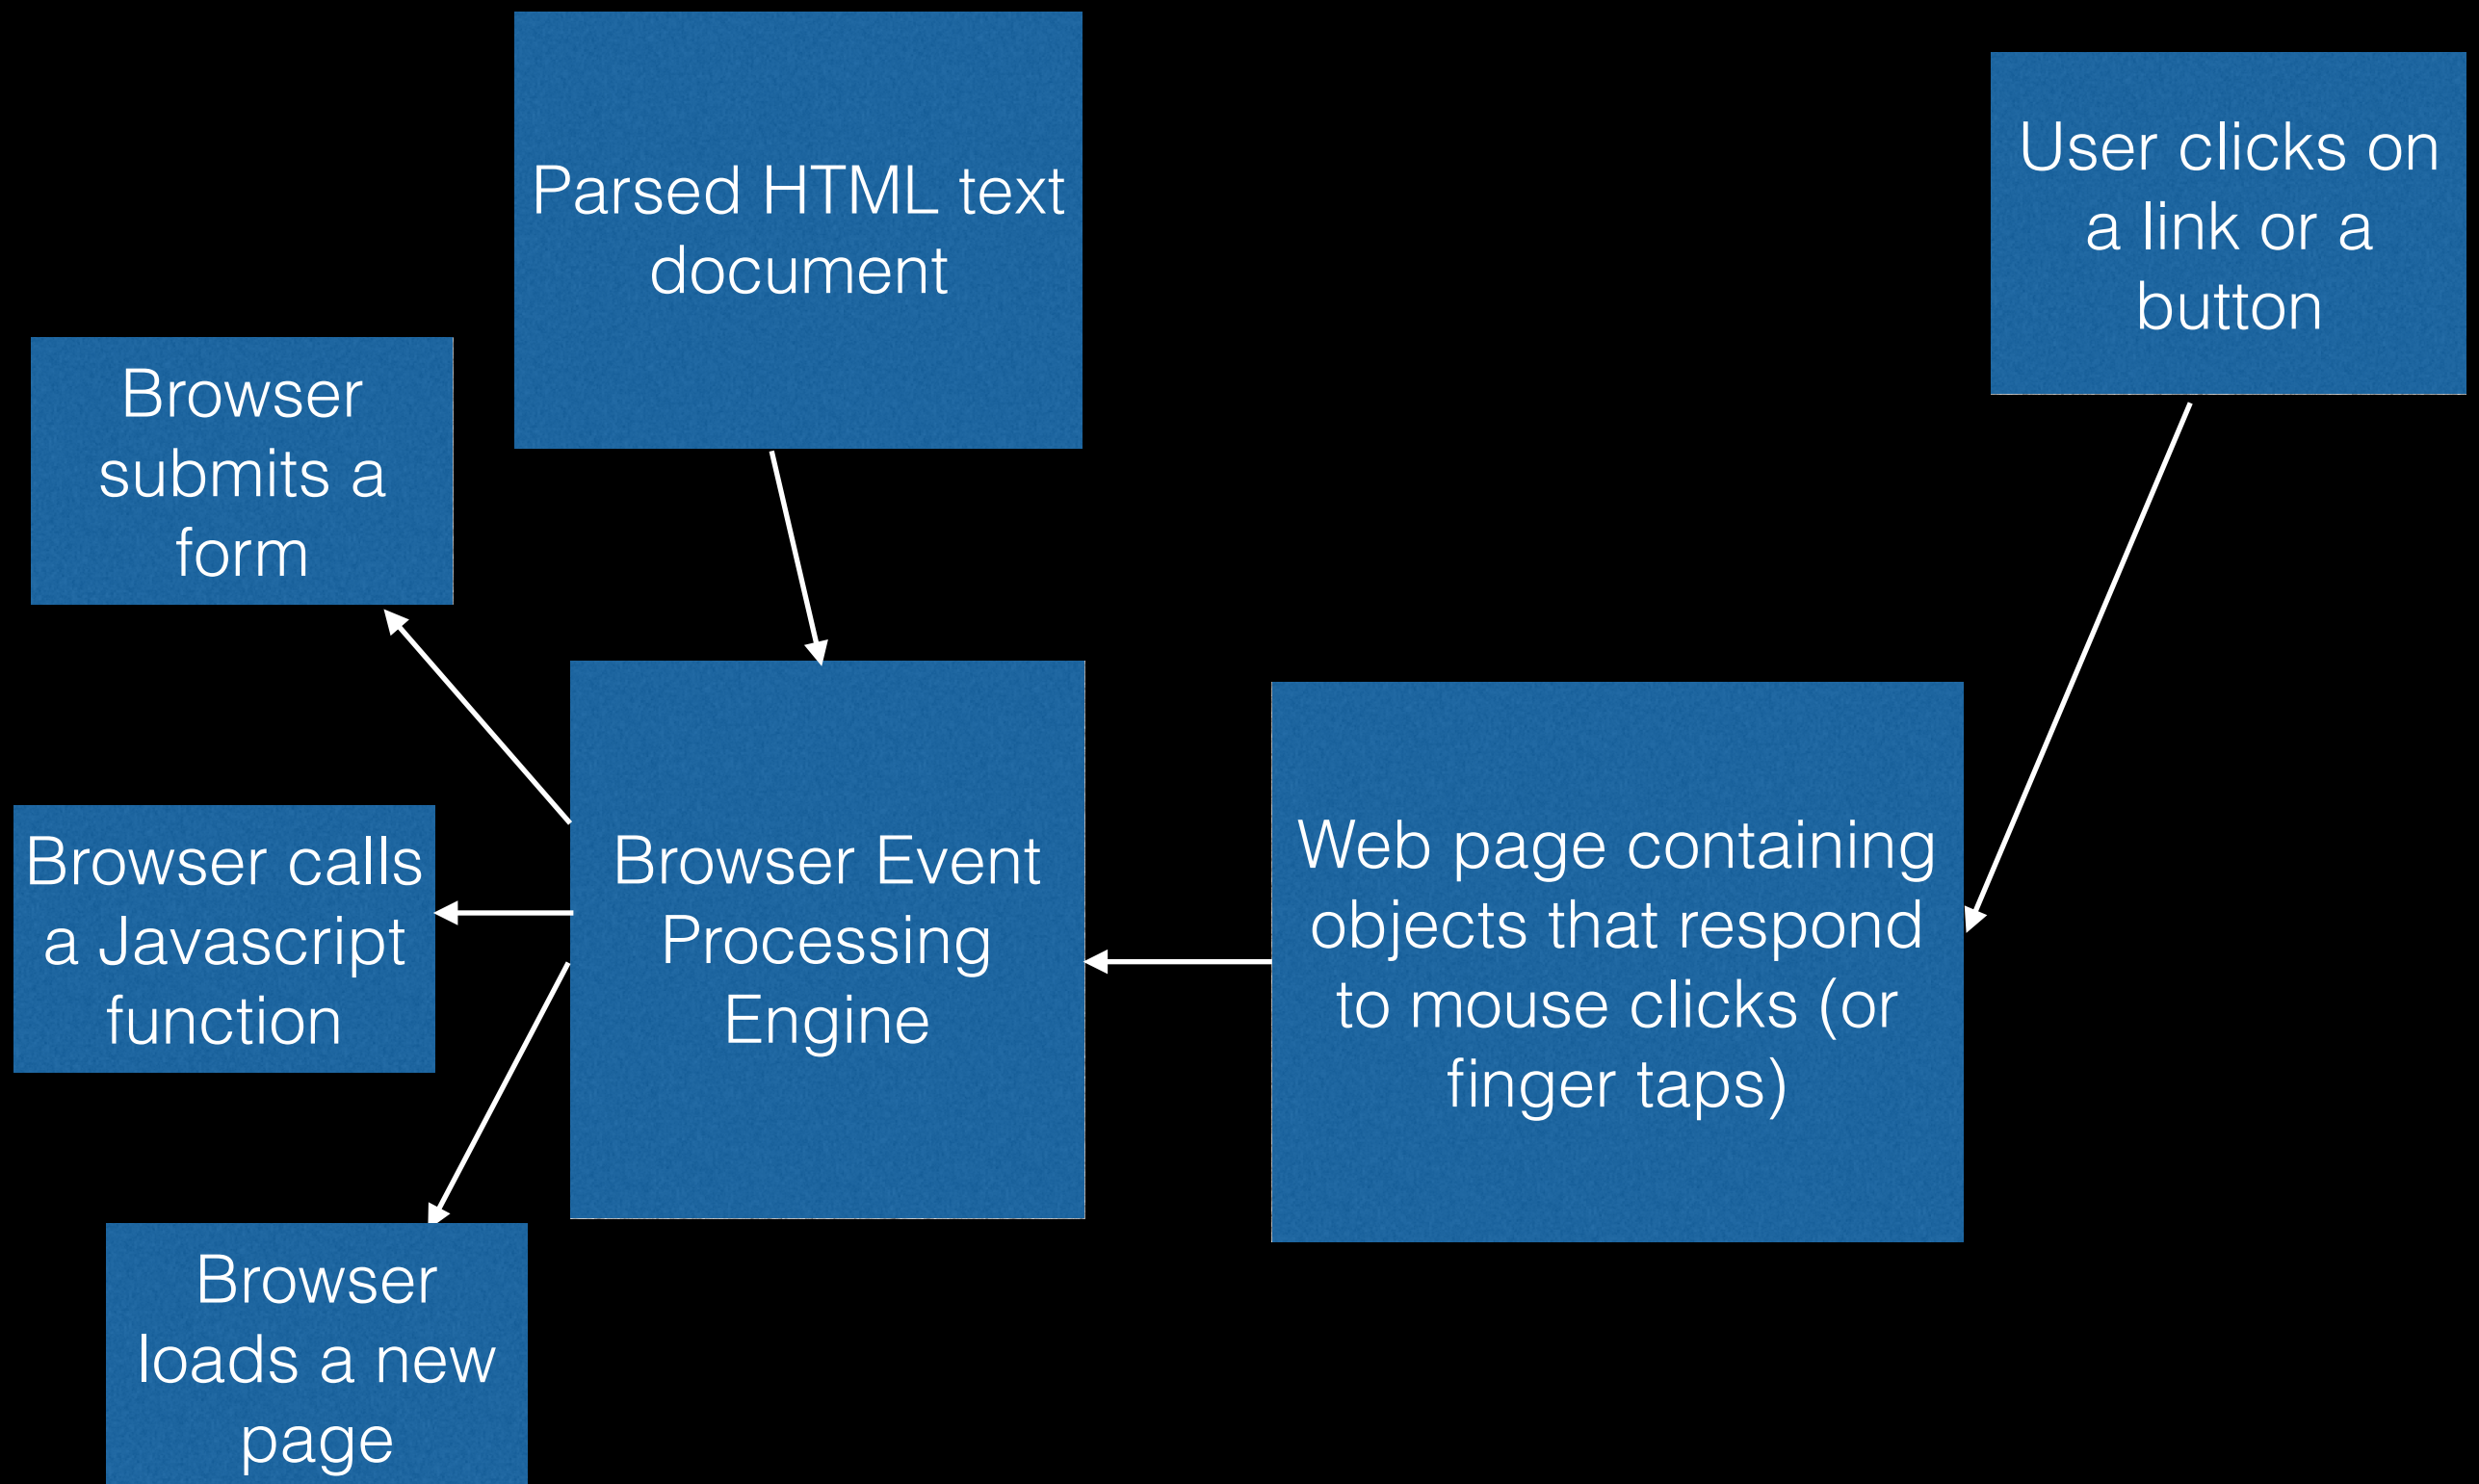 Parsed HTML text
document
User clicks on
a link or a
button
Browser
submits a
form
Browser calls
a Javascript
function
Browser Event
Processing
Engine
Web page containing
objects that respond
to mouse clicks (or
finger taps)
Browser
loads a new
page